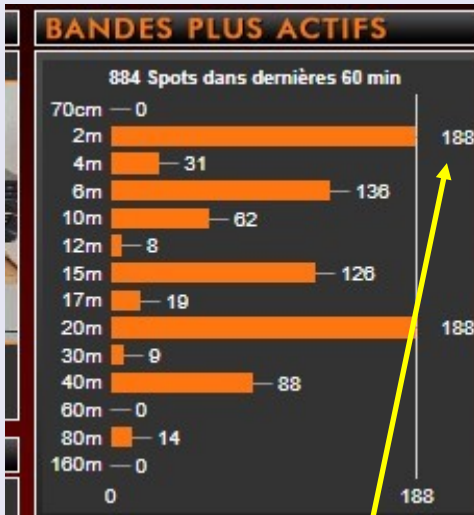 BANDES PLUS ACTIFS
884 Spots dans dernières 60 min
70cm 0
2m 188
4m 31
6m 136
10m 62
12m 8
15m 126
17m 19
20m 188
30m 9
40m 88
60m 0
80m 14
160m 0
0 188